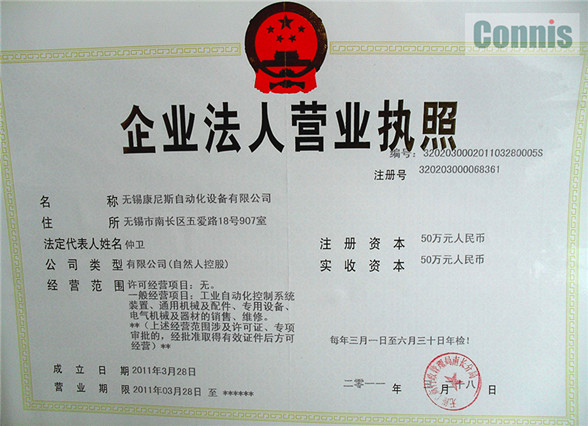 Connis
企业法人营业执照
编号：320203000201103280005S
注册号 320203000068361
名称 无锡康尼斯自动化设备有限公司
住所 无锡市南长区五爱路18号907室
法定代表人姓名 仲卫
注册资本 50万元人民币
公司类型 有限公司(自然人控股)
实收资本 50万元人民币
经营范围 许可经营项目：无。
一般经营项目：工业自动化控制系统
装置、通用机械及配件、专用设备、
电气机械及器材的销售、维修。
**（上述经营范围涉及许可证、专项
审批的，经批准取得有效证件后方可
经营）**
每年三月一日至六月三十日年检!
成立日期 2011年3月28日
营业期限 2011年03月28日 至 ******
二〇一一 年 月二十八日